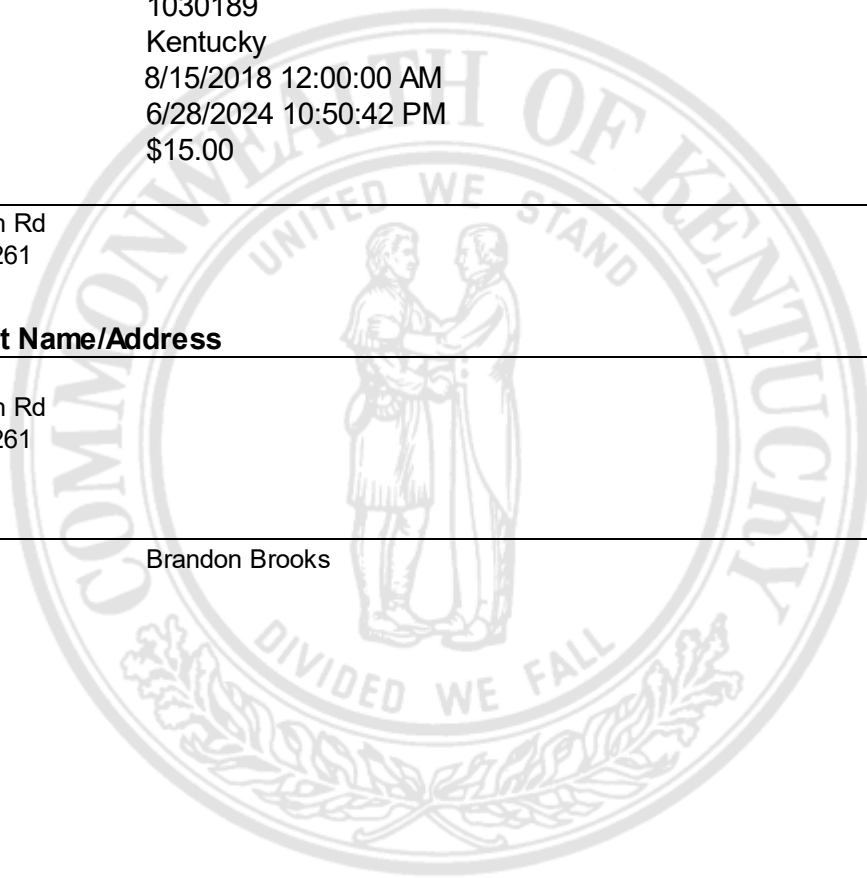 1030189
Kentucky
8/15/2018 12:00:00 AM
6/28/2024 10:50:42 PM
$15.00
n Rd
261
t Name/Address
n Rd
261
Brandon Brooks
COMMONWEALTH OF KENTUCKY
UNITED WE STAND
DIVIDED WE FALL